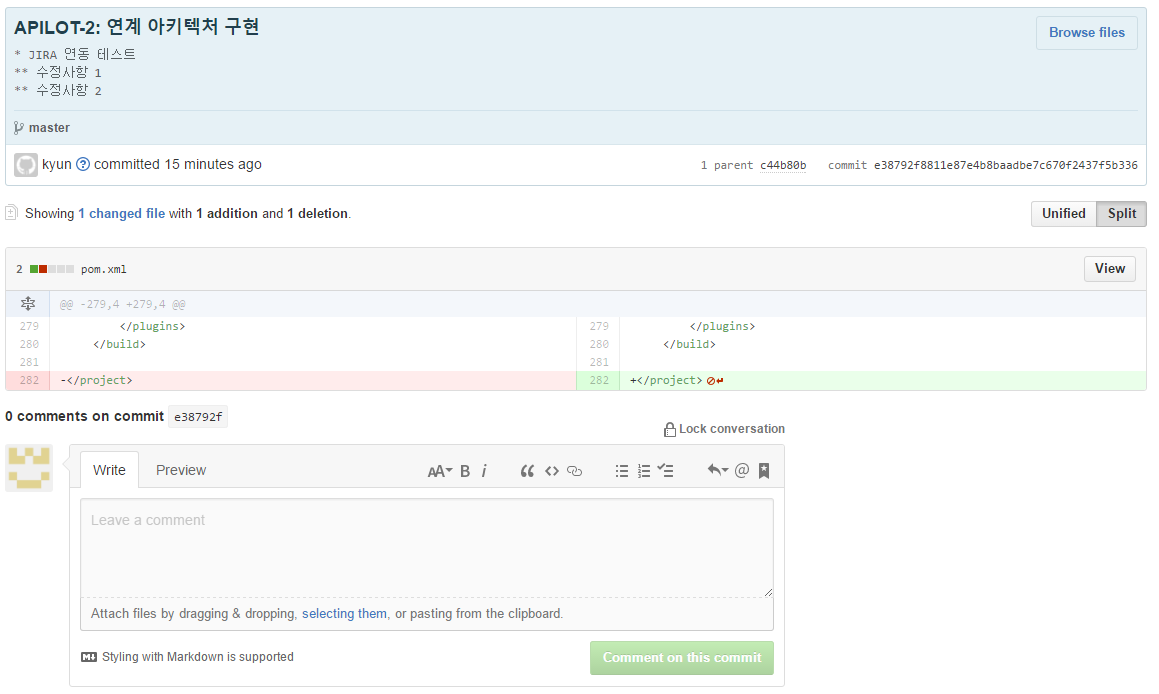 APILOT-2: 연계 아키텍처 구현
Browse files
* JIRA 연동 테스트
** 수정사항 1
** 수정사항 2
master
kyun ? committed 15 minutes ago
1 parent c44b80b commit e38792f8811e87e4b8baadbe7c670f2437f5b336
Showing 1 changed file with 1 addition and 1 deletion.
Unified Split
2 pom.xml
View
@@ -279,4 +279,4 @@
279 </plugins> 279 </plugins>
280 </build> 280 </build>
281 281
282 -</project> 282 +</project>
0 comments on commit e38792f
Lock conversation
Write Preview
AA B i
Leave a comment
Attach files by dragging & dropping, selecting them, or pasting from the clipboard.
Styling with Markdown is supported
Comment on this commit